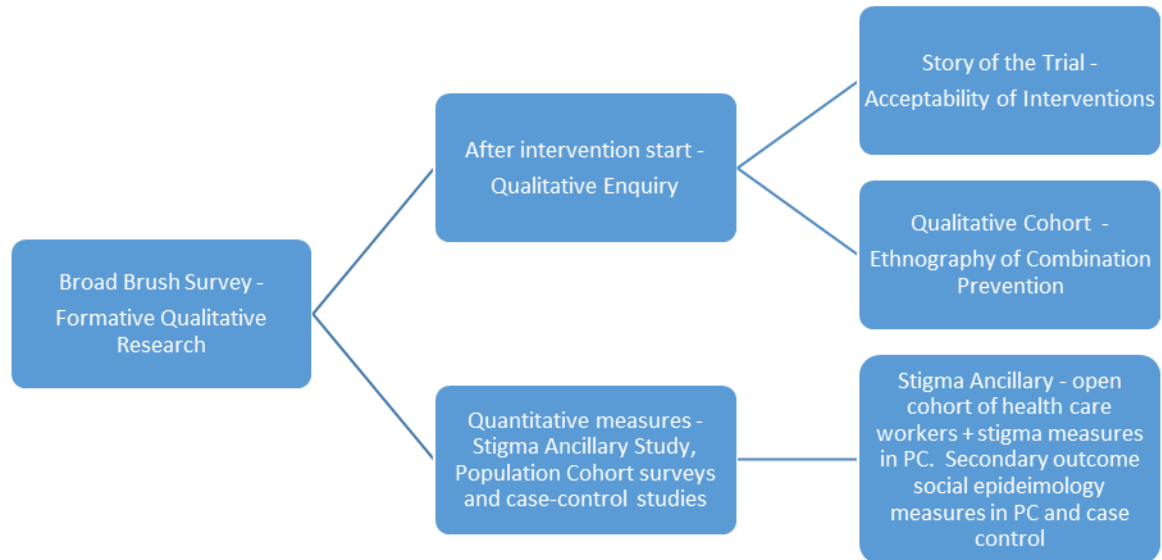 Broad Brush Survey -
Formative Qualitative
Research
After intervention start -
Qualitative Enquiry
Quantitative measures -
Stigma Ancillary Study,
Population Cohort surveys
and case-control studies
Story of the Trial -
Acceptability of Interventions
Qualitative Cohort -
Ethnography of Combination
Prevention
Stigma Ancillary - open
cohort of health care
workers + stigma measures
in PC. Secondary outcome
social epideimology
measures in PC and case
control